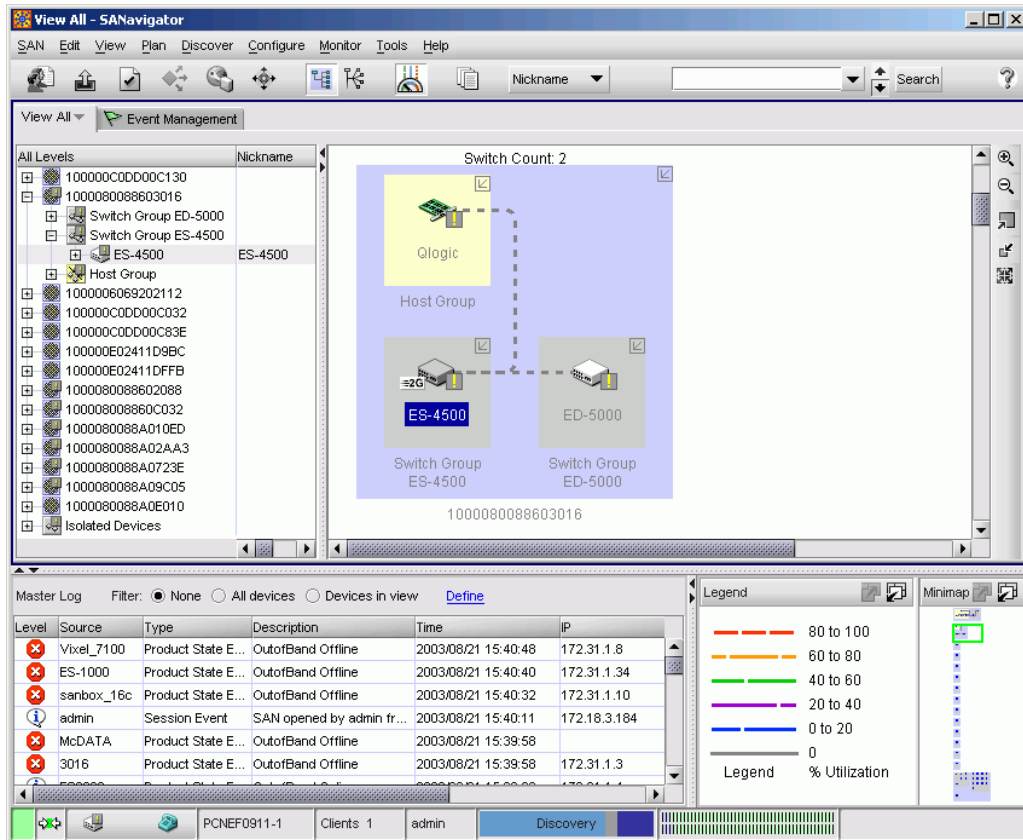 View All - SANavigator
SAN Edit View Plan Discover Configure Monitor Tools Help
Nickname Search
View All Event Management
All Levels Nickname
100000C0DD00C130
1000080088603016
Switch Group ED-5000
Switch Group ES-4500
ES-4500 ES-4500
Host Group
1000006069202112
100000C0DD00C032
100000C0DD00C83E
100000E02411D9BC
100000E02411DFFB
1000080088602088
100008008860C032
1000080088A010ED
1000080088A02AA3
1000080088A0723E
1000080088A09C05
1000080088A0E010
Isolated Devices
Switch Count: 2
Qlogic
Host Group
=2G
ES-4500
ED-5000
Switch Group
ES-4500
Switch Group
ED-5000
1000080088603016
Master Log Filter: None All devices Devices in view Define
Level Source Type Description Time IP
Vixel_7100 Product State E... OutofBand Offline 2003/08/21 15:40:48 172.31.1.8
ES-1000 Product State E... OutofBand Offline 2003/08/21 15:40:40 172.31.1.34
sanbox_16c Product State E... OutofBand Offline 2003/08/21 15:40:32 172.31.1.10
admin Session Event SAN opened by admin fr... 2003/08/21 15:40:11 172.18.3.184
McDATA Product State E... OutofBand Offline 2003/08/21 15:39:58
3016 Product State E... OutofBand Offline 2003/08/21 15:39:58 172.31.1.3
Legend
80 to 100
60 to 80
40 to 60
20 to 40
0 to 20
0
Legend % Utilization
Minimap
PCNEF0911-1 Clients 1 admin Discovery